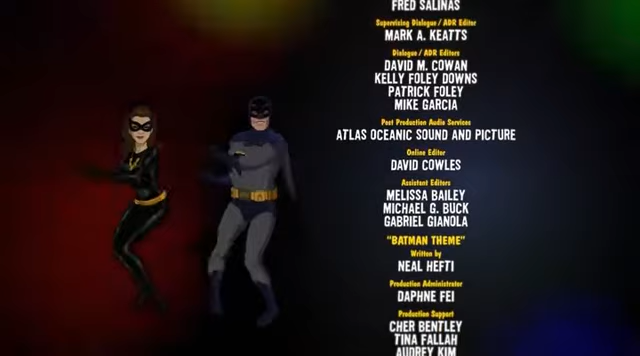 FRED SALINAS
Supervising Dialogue / ADR Editor
MARK A. KEATTS
Dialogue / ADR Editors
DAVID M. COWAN
KELLY FOLEY DOWNS
PATRICK FOLEY
MIKE GARCIA
Post Production Audio Services
ATLAS OCEANIC SOUND AND PICTURE
Online Editor
DAVID COWLES
Assistant Editors
MELISSA BAILEY
MICHAEL G. BUCK
GABRIEL GIANOLA
"BATMAN THEME"
Written by
NEAL HEFTI
Production Administrator
DAPHNE FEI
Production Support
CHER BENTLEY
TINA FALLAH
AUDREY KIM